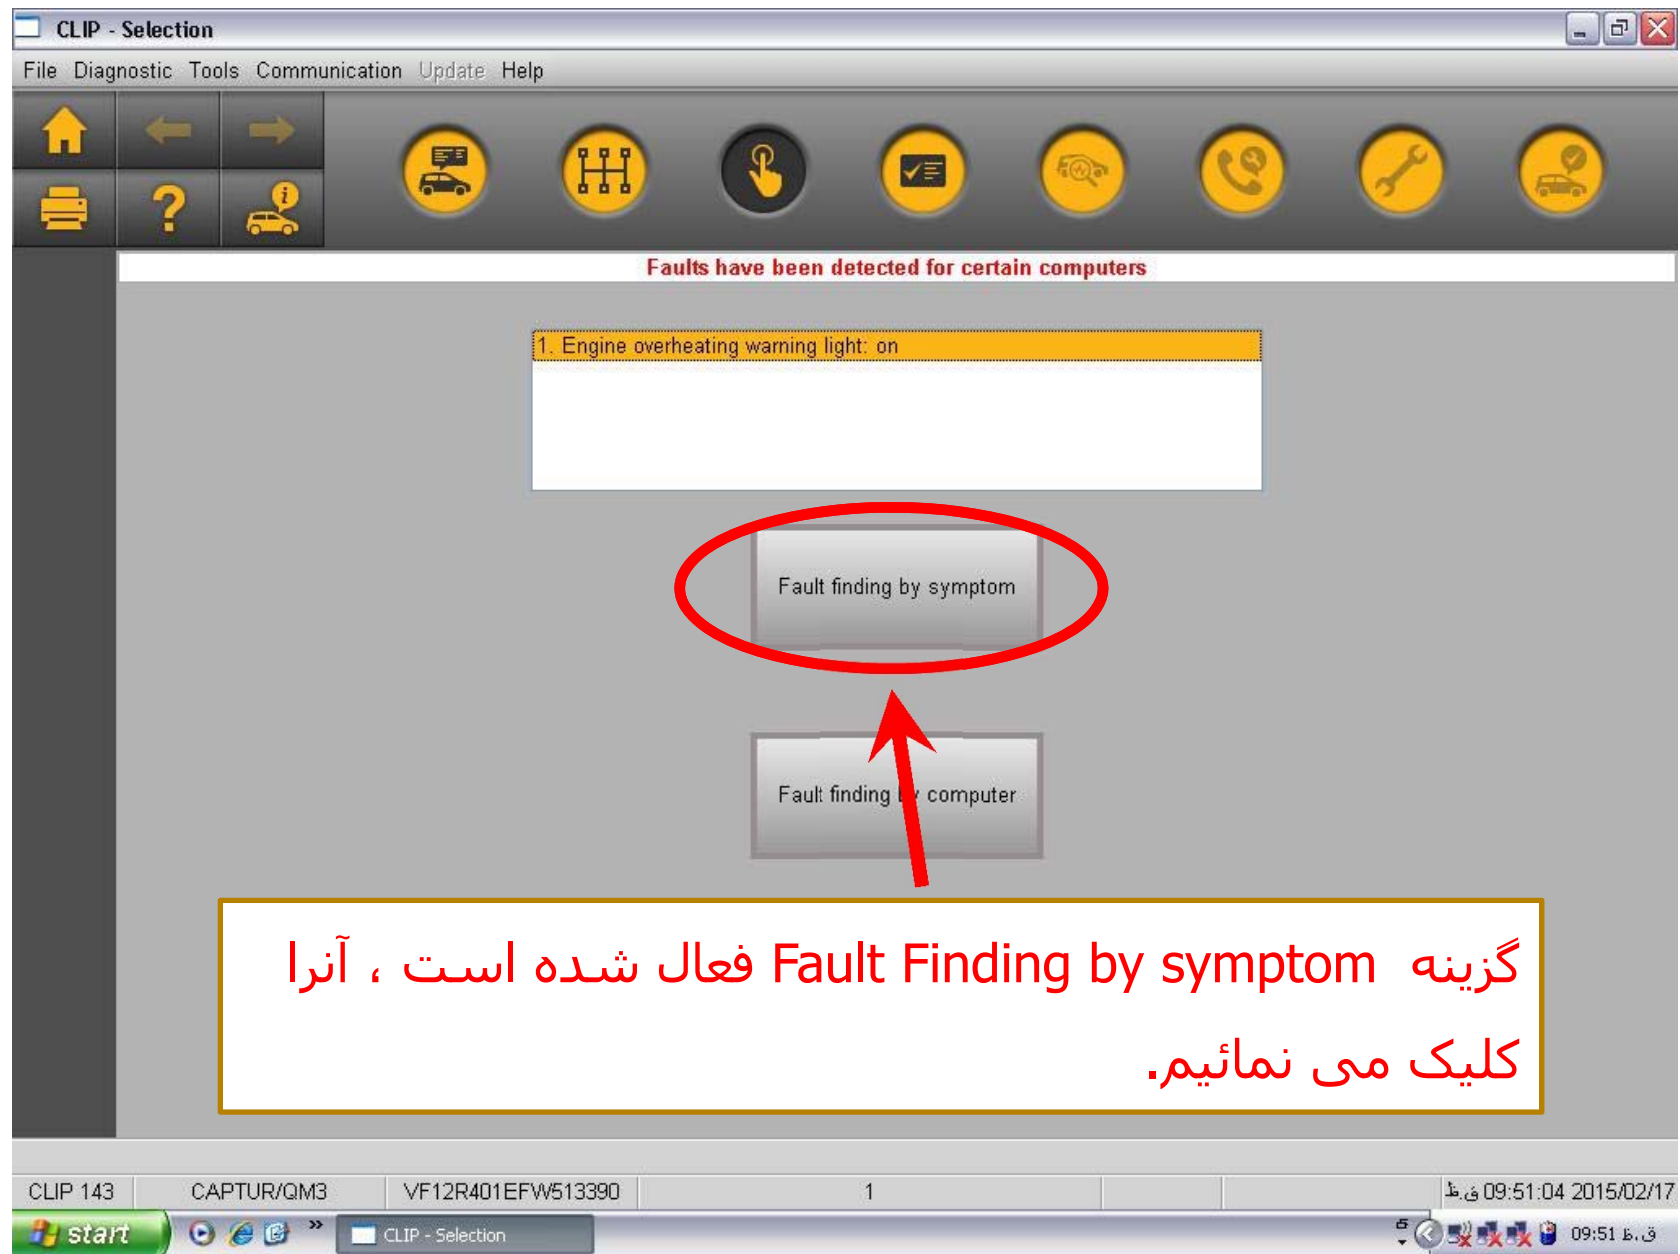 CLIP - Selection
File Diagnostic Tools Communication Update Help
Faults have been detected for certain computers
1. Engine overheating warning light: on
Fault finding by symptom
Fault finding by computer
گزینه Fault Finding by symptom فعال شده است ، آنرا
کلیک می نمائیم.
CLIP 143 CAPTUR/QM3 VF12R401EFW513390 1 ق.ظ 09:51:04 2015/02/17
start » CLIP - Selection 09:51 ق.ظ